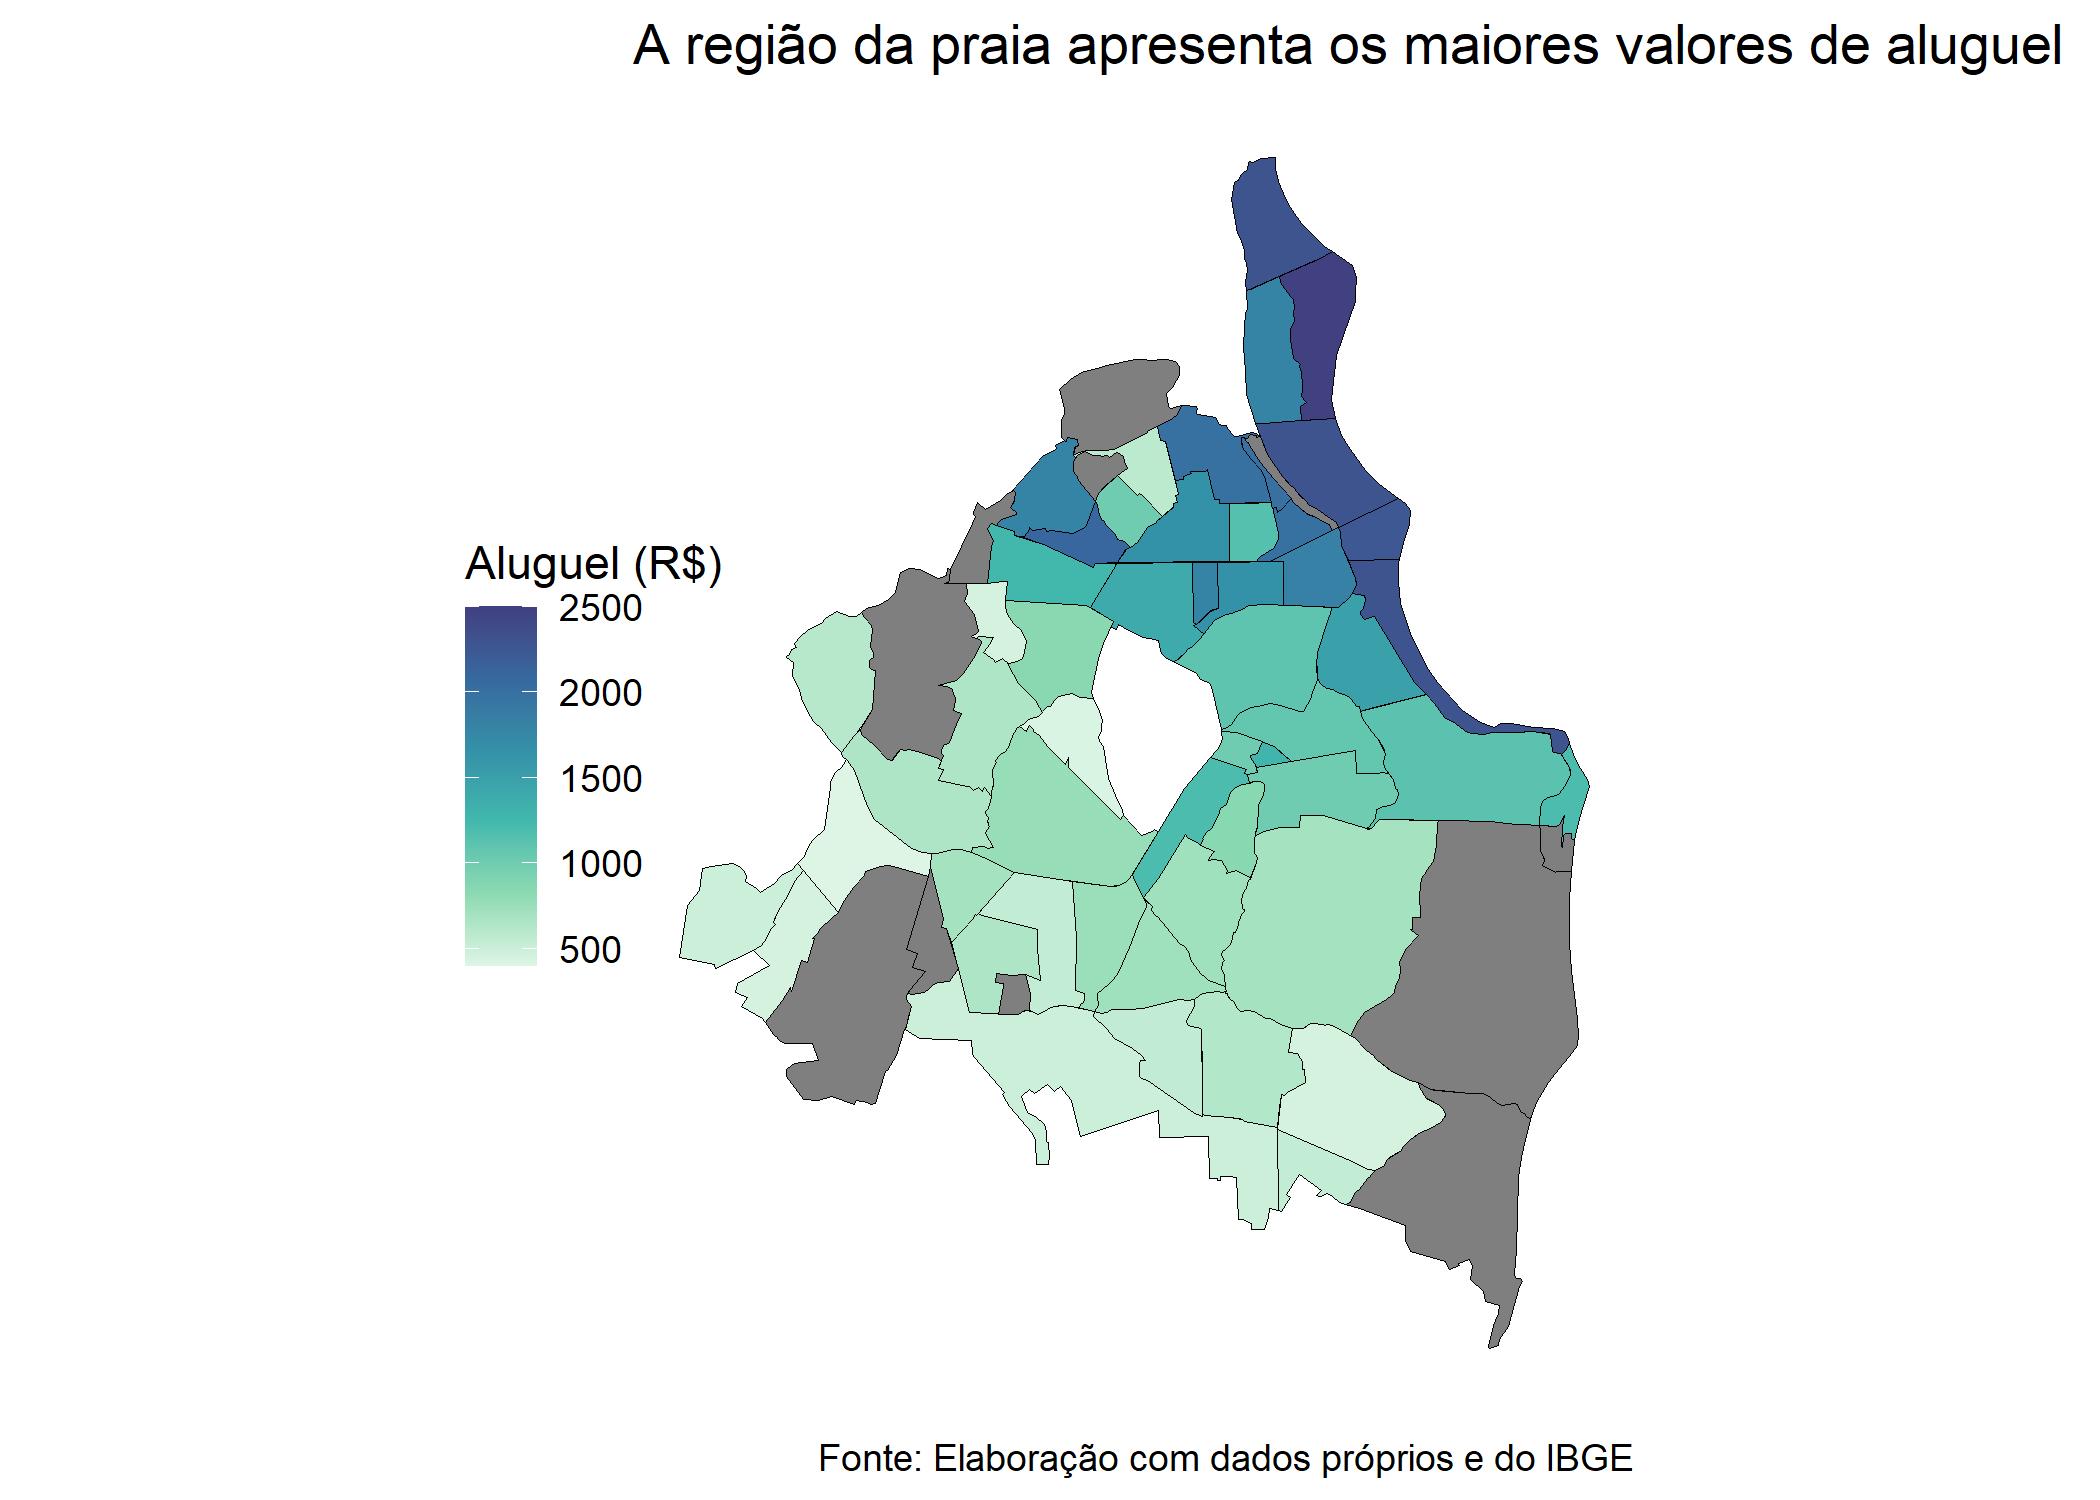 A região da praia apresenta os maiores valores de aluguel
Aluguel (R$)
2500
2000
1500
1000
500
Fonte: Elaboração com dados próprios e do IBGE